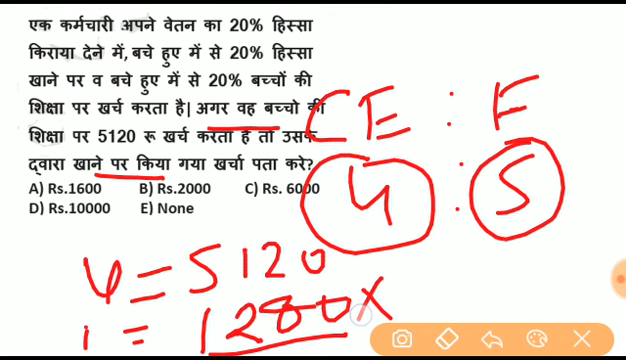 एक कर्मचारी अपने वेतन का 20% हिस्सा
किराया देने में, बचे हुए में से 20% हिस्सा
खाने पर व बचे हुए में से 20% बच्चों की
शिक्षा पर खर्च करता है| अगर वह बच्चो की
शिक्षा पर 5120 रू खर्च करता है तो उसके
द्वारा खाने पर किया गया खर्चा पता करे?
A) Rs.1600 B) Rs.2000 C) Rs. 6000
D) Rs.10000 E) None
CE : F
4 : 5
4 = 5120
1 = 1280 X